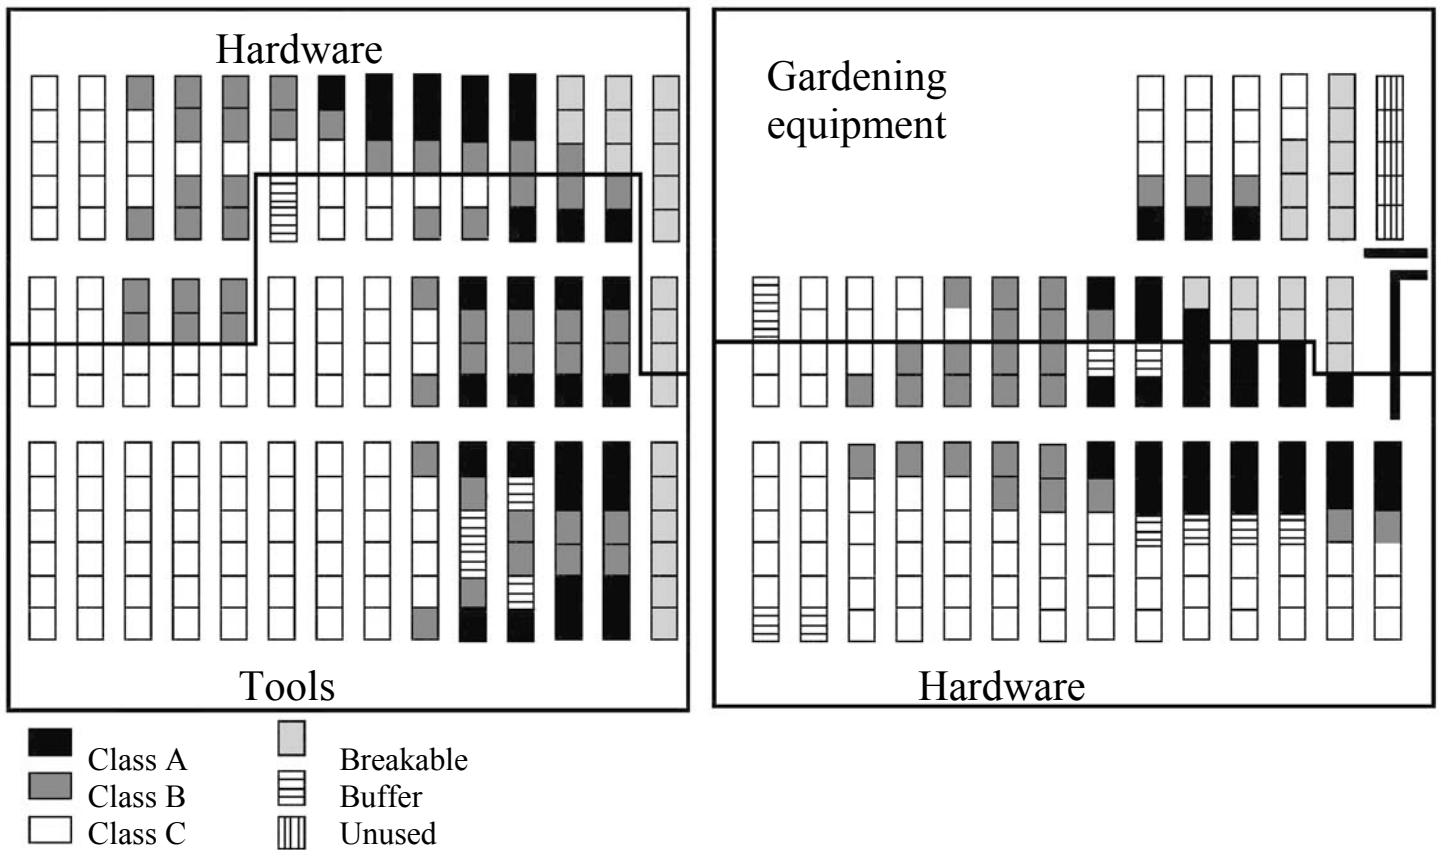 Hardware
Gardening
equipment
Tools
Hardware
Class A
Breakable
Class B
Buffer
Class C
Unused